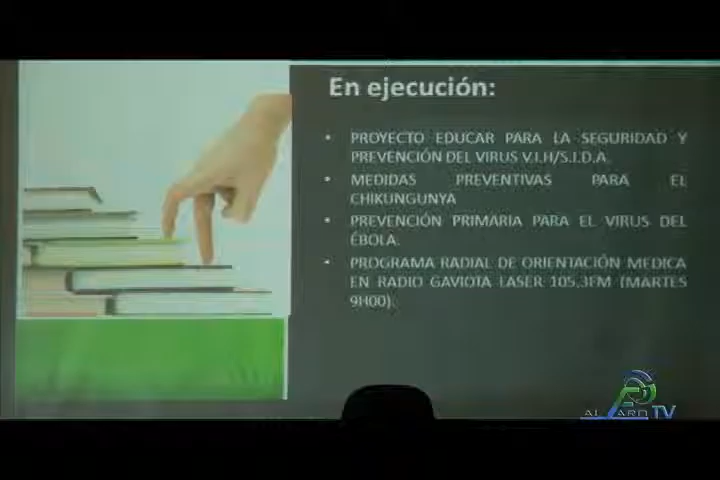 En ejecución:
• PROYECTO EDUCAR PARA LA SEGURIDAD Y
PREVENCIÓN DEL VIRUS V.I.H/S.I.D.A.
• MEDIDAS PREVENTIVAS PARA EL
CHIKUNGUNYA
• PREVENCIÓN PRIMARIA PARA EL VIRUS DEL
ÉBOLA.
• PROGRAMA RADIAL DE ORIENTACIÓN MEDICA
EN RADIO GAVIOTA LASER 105,3FM (MARTES
9H00).
TV